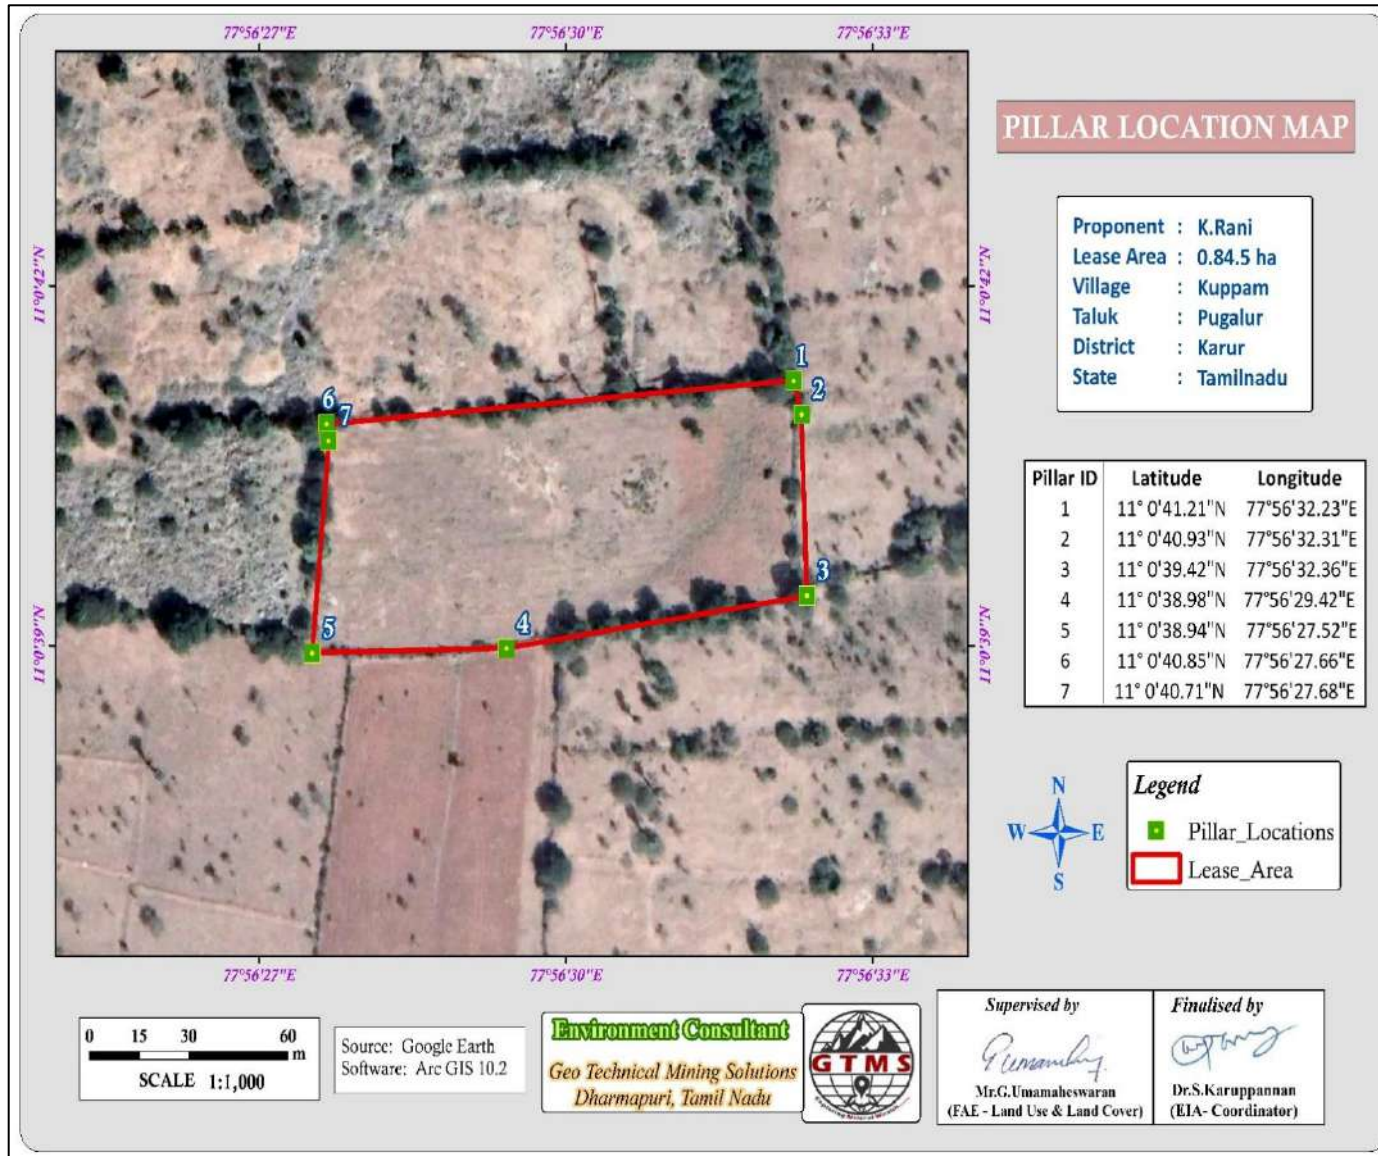 77°56'27"E
77°56'30"E
77°56'33"E
11°0'42"N
11°0'42"N
11°0'39"N
11°0'39"N
1
2
3
4
5
6
7
77°56'27"E
77°56'30"E
77°56'33"E
PILLAR LOCATION MAP
Proponent : K.Rani
Lease Area : 0.84.5 ha
Village : Kuppam
Taluk : Pugalur
District : Karur
State : Tamilnadu
Pillar ID Latitude Longitude
1 11° 0'41.21"N 77°56'32.23"E
2 11° 0'40.93"N 77°56'32.31"E
3 11° 0'39.42"N 77°56'32.36"E
4 11° 0'38.98"N 77°56'29.42"E
5 11° 0'38.94"N 77°56'27.52"E
6 11° 0'40.85"N 77°56'27.66"E
7 11° 0'40.71"N 77°56'27.68"E
N
W E
S
Legend
Pillar_Locations
Lease_Area
0 15 30 60
m
SCALE 1:1,000
Source: Google Earth
Software: Arc GIS 10.2
Environment Consultant
Geo Technical Mining Solutions
Dharmapuri, Tamil Nadu
GTMS
Supervised by
Mr.G.Umamaheswaran
(FAE - Land Use & Land Cover)
Finalised by
Dr.S.Karuppannan
(EIA- Coordinator)